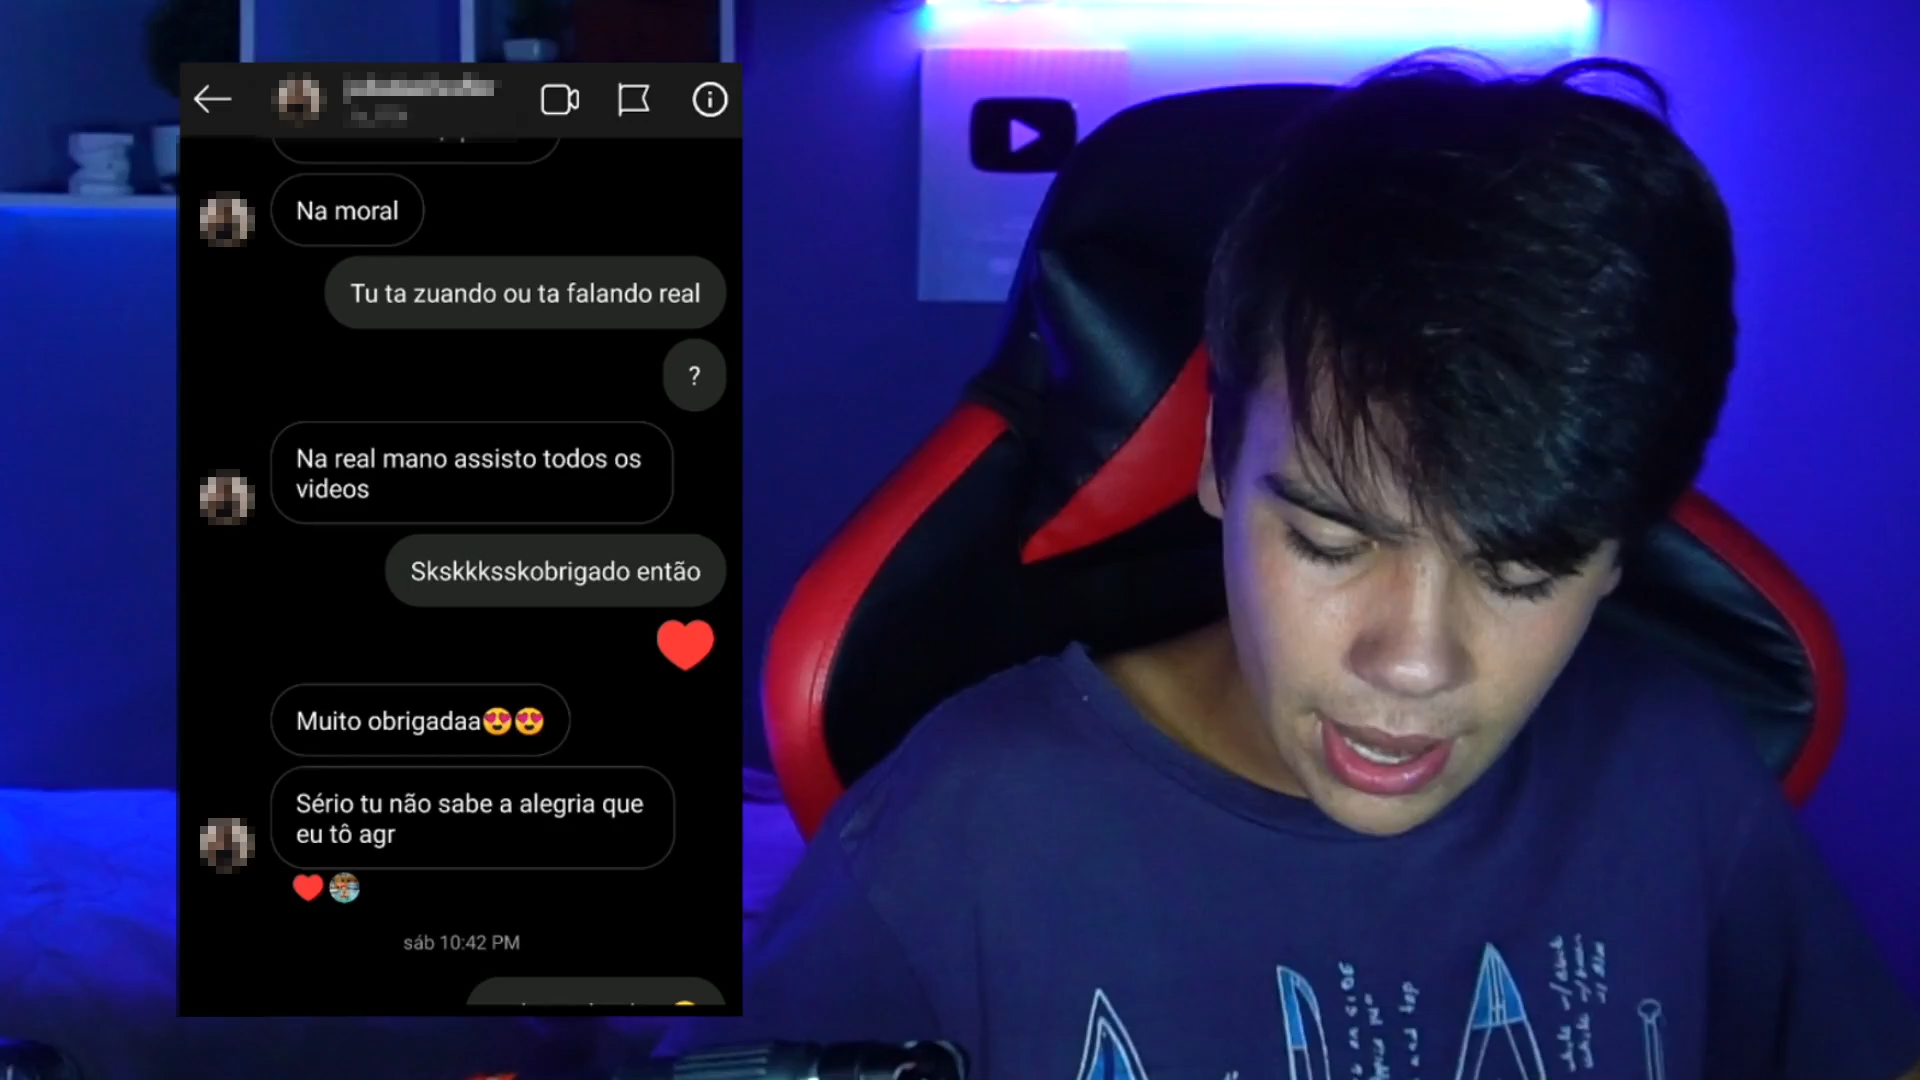 Na moral
Tu ta zuando ou ta falando real
?
Na real mano assisto todos os
videos
Skskkksskobrigado então
Muito obrigadaa😍😍
Sério tu não sabe a alegria que
eu tô agr
sáb 10:42 PM